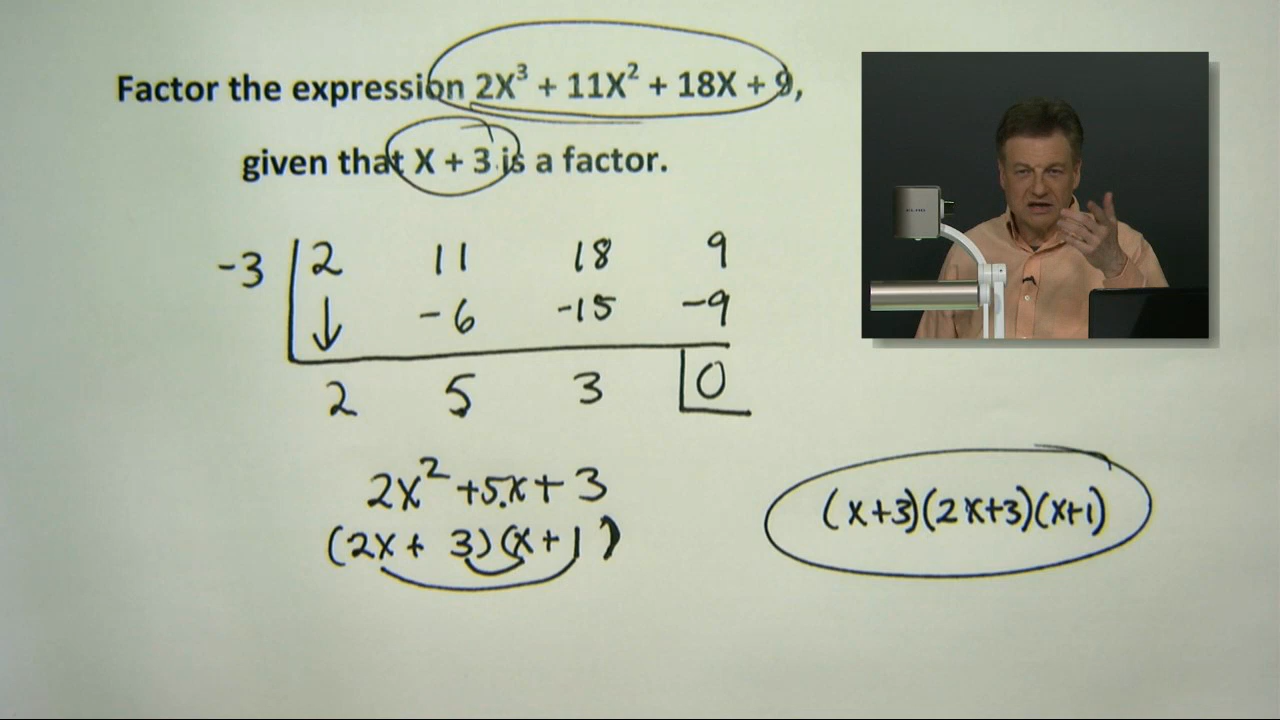 Factor the expression 2X³ + 11X² + 18X + 9,
given that X + 3 is a factor.
-3 2 11 18 9
↓ -6 -15 -9
2 5 3 0
2x² + 5x + 3
(2x + 3)(x + 1)
(x+3)(2x+3)(x+1)